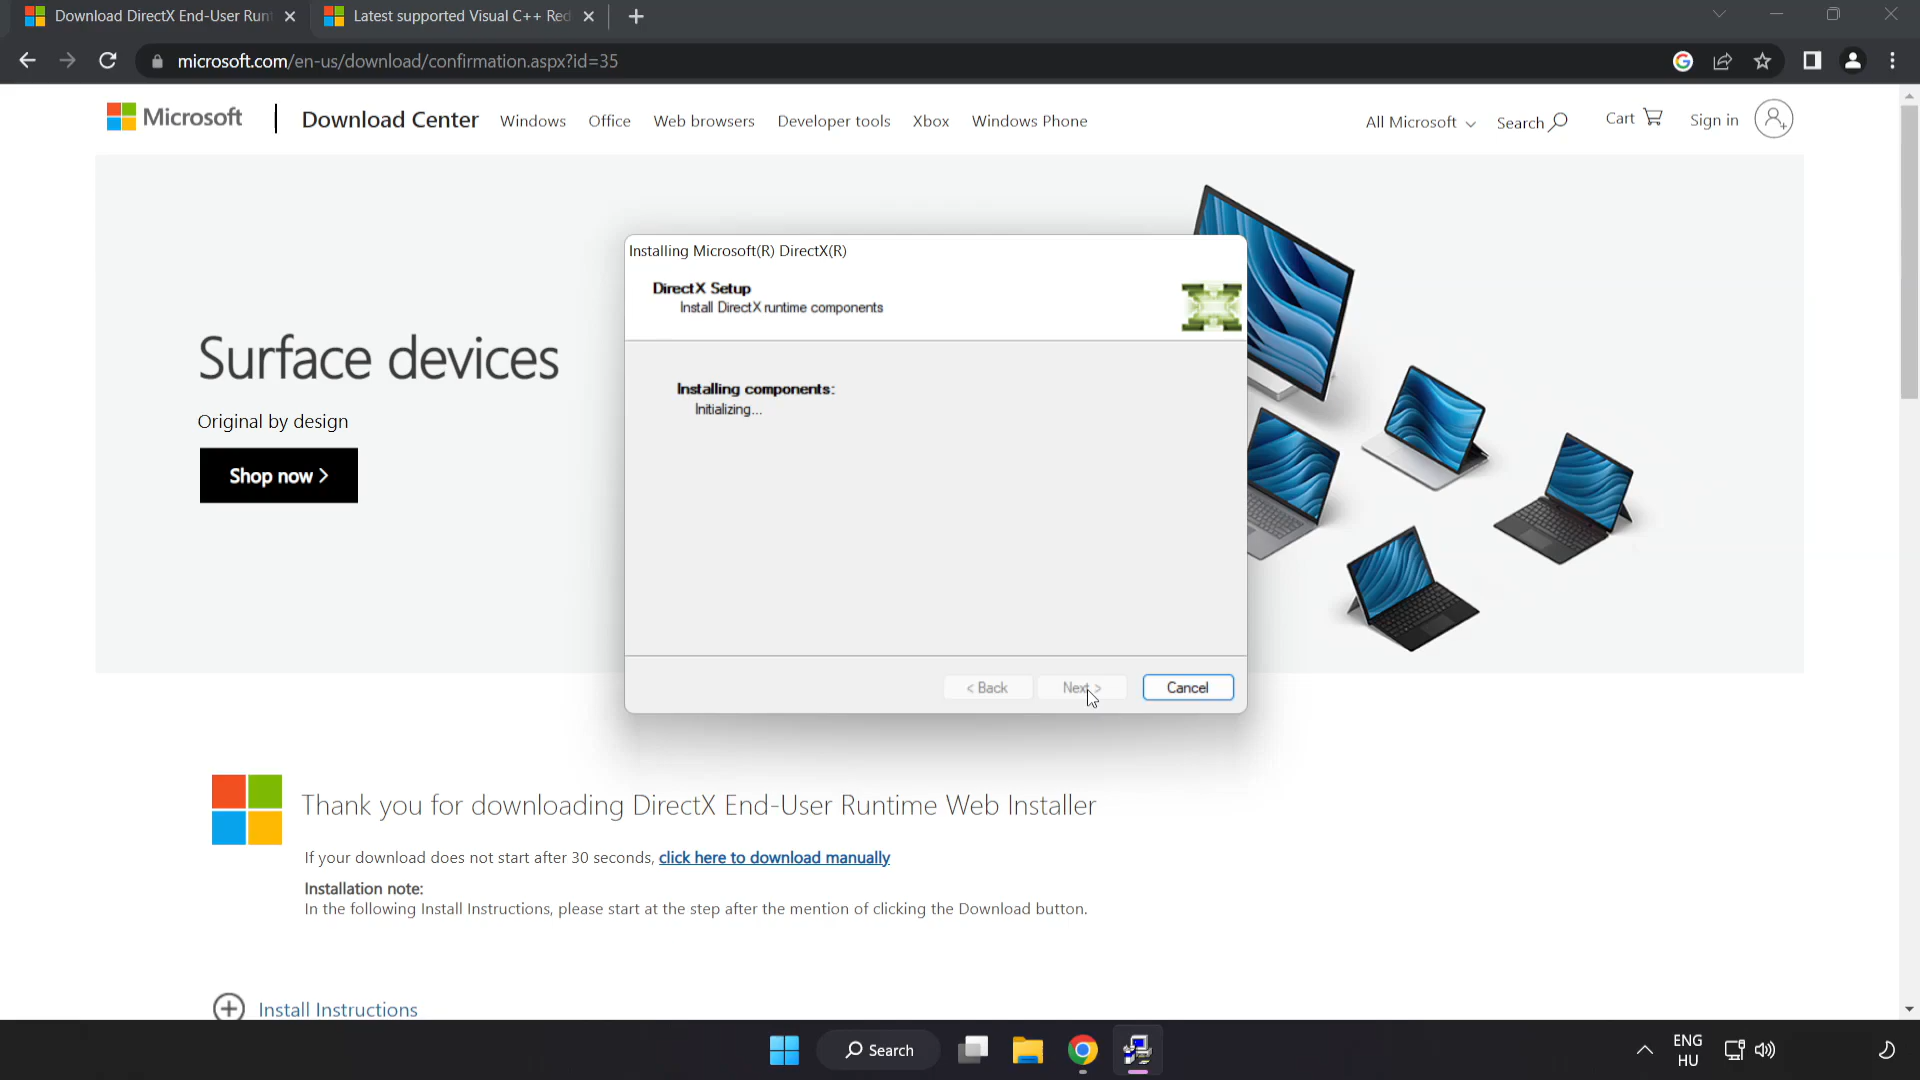 Download DirectX End-User Run
Latest supported Visual C++ Red
microsoft.com/en-us/download/confirmation.aspx?id=35
Microsoft
Download Center
Windows
Office
Web browsers
Developer tools
Xbox
Windows Phone
All Microsoft
Search
Cart
Sign in
Surface devices
Original by design
Shop now >
Installing Microsoft(R) DirectX(R)
DirectX Setup
Install DirectX runtime components
Installing components:
Initializing...
< Back
Next >
Cancel
Thank you for downloading DirectX End-User Runtime Web Installer
If your download does not start after 30 seconds, click here to download manually
Installation note:
In the following Install Instructions, please start at the step after the mention of clicking the Download button.
Install Instructions
Search
ENG
HU